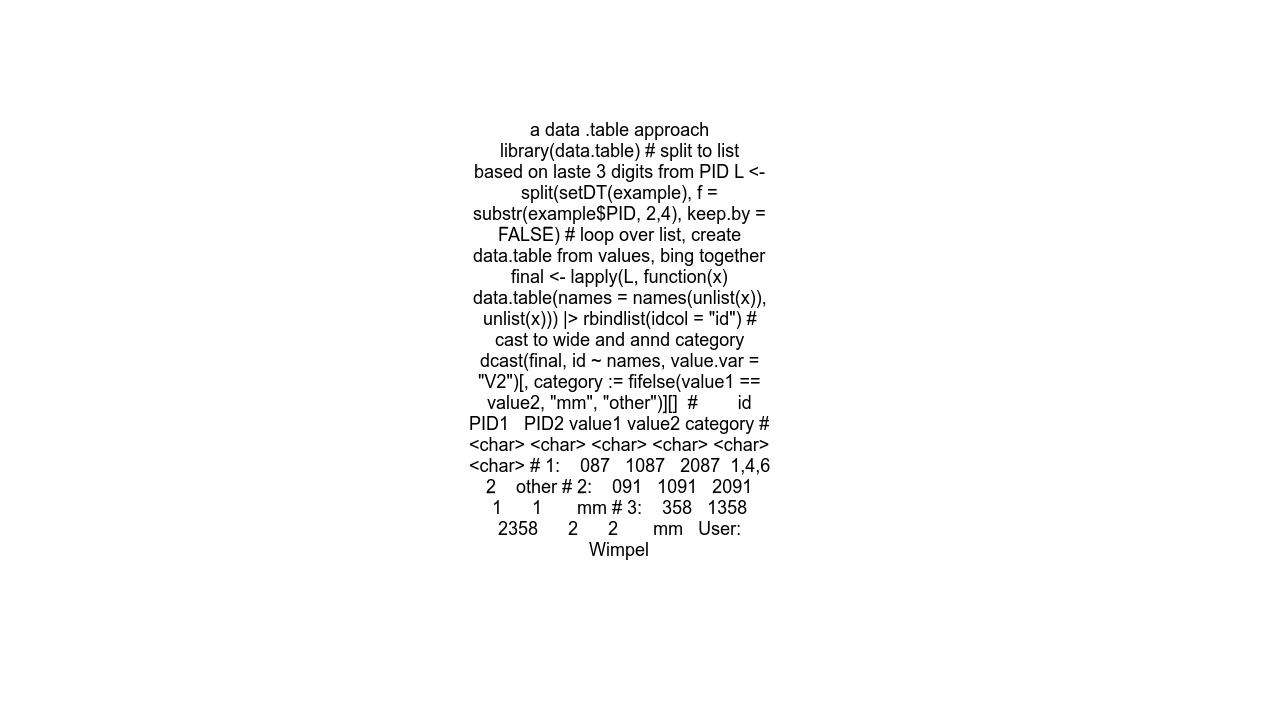 a data .table approach
library(data.table) # split to list
based on laste 3 digits from PID L <-
split(setDT(example), f =
substr(example$PID, 2,4), keep.by =
FALSE) # loop over list, create
data.table from values, bing together
final <- lapply(L, function(x)
data.table(names = names(unlist(x)),
unlist(x))) |> rbindlist(idcol = "id") #
cast to wide and annd category
dcast(final, id ~ names, value.var =
"V2")[, category := fifelse(value1 ==
value2, "mm", "other")][]  #        id
PID1   PID2 value1 value2 category #
<char> <char> <char> <char> <char>
<char> # 1:    087   1087   2087  1,4,6
2    other # 2:    091   1091   2091
1      1       mm # 3:    358   1358
2358      2      2       mm   User:
Wimpel